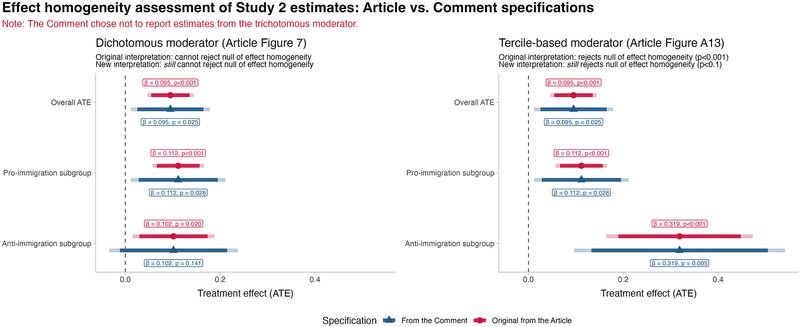 Effect homogeneity assessment of Study 2 estimates: Article vs. Comment specifications
Note: The Comment chose not to report estimates from the trichotomous moderator.
Dichotomous moderator (Article Figure 7)
Original interpretation: cannot reject null of effect homogeneity
New interpretation: still cannot reject null of effect homogeneity
Overall ATE
β = 0.095, p<0.001
β = 0.095, p = 0.025
Pro-immigration subgroup
β = 0.112, p<0.001
β = 0.112, p = 0.028
Anti-immigration subgroup
β = 0.102, p = 0.020
β = 0.102, p = 0.141
0.0
0.2
0.4
Treatment effect (ATE)
Tercile-based moderator (Article Figure A13)
Original interpretation: rejects null of effect homogeneity (p<0.001)
New interpretation: still rejects null of effect homogeneity (p<0.1)
Overall ATE
β = 0.095, p<0.001
β = 0.095, p = 0.025
Pro-immigration subgroup
β = 0.112, p<0.001
β = 0.112, p = 0.028
Anti-immigration subgroup
β = 0.319, p<0.001
β = 0.319, p = 0.005
0.0
0.2
0.4
Treatment effect (ATE)
Specification
From the Comment
Original from the Article